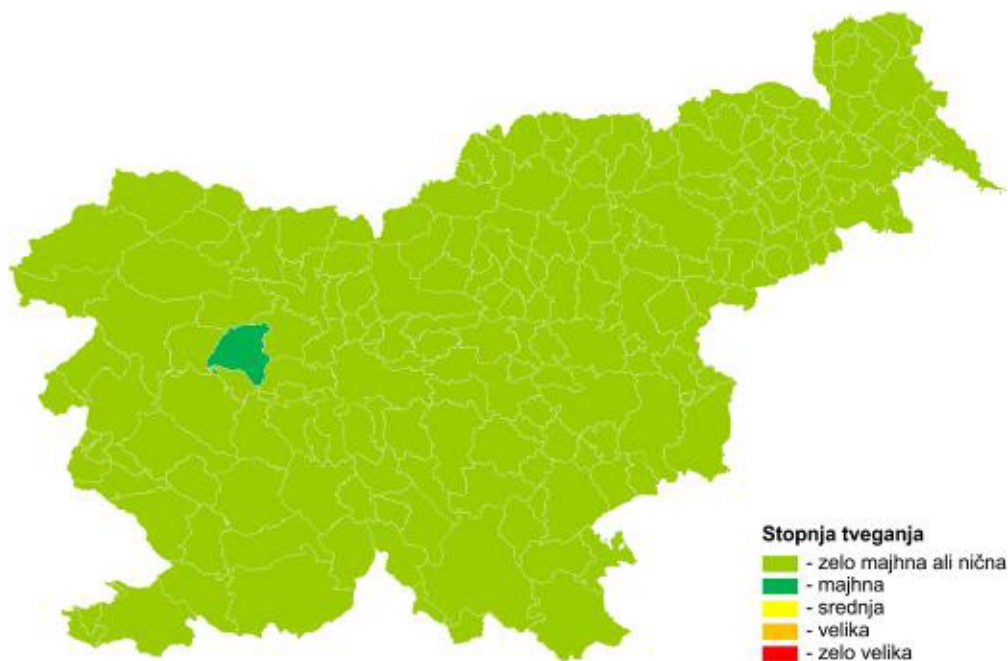 Stopnja tveganja
- zelo majhna ali nična
- majhna
- srednja
- velika
- zelo velika